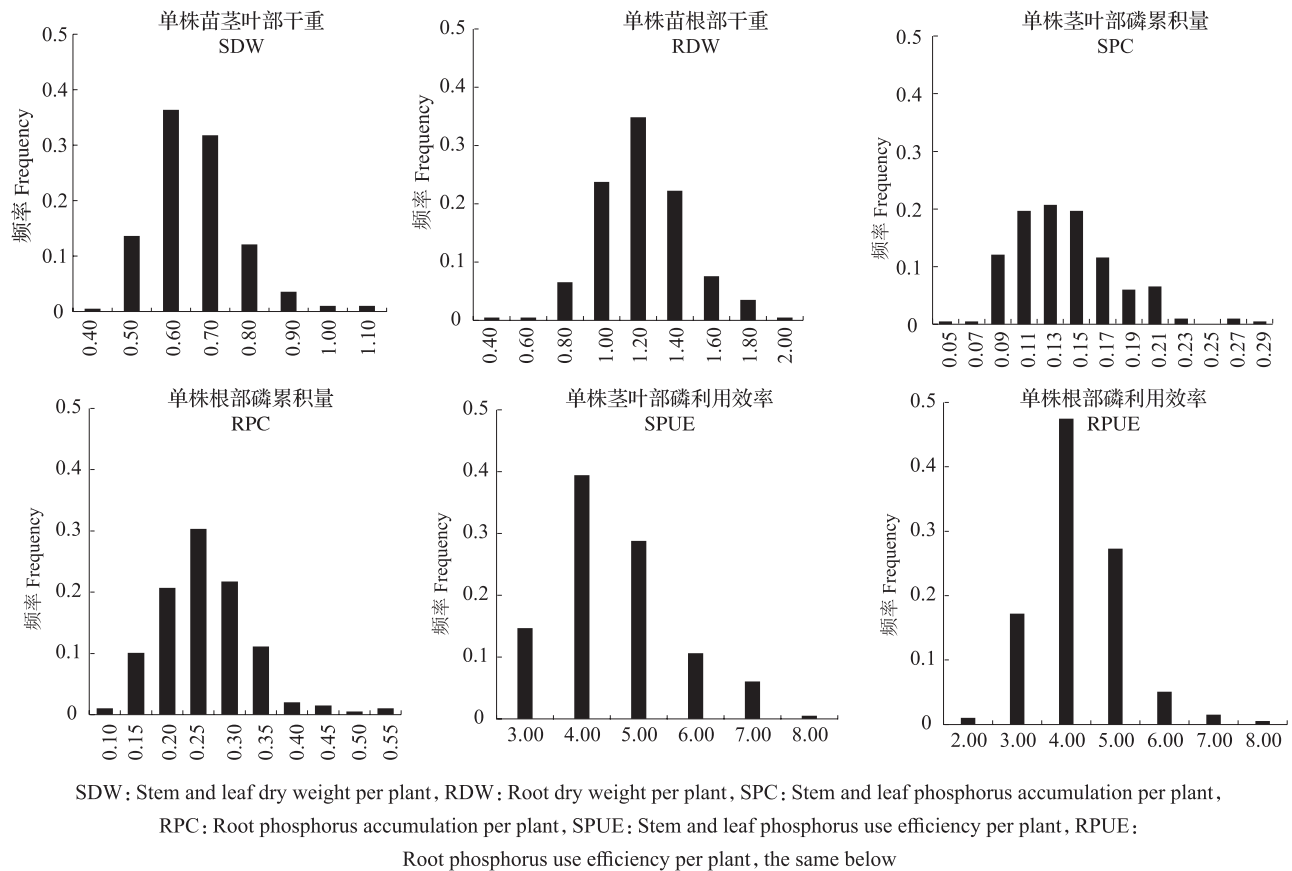 单株苗茎叶部干重
SDW
0.5
0.4
0.3
0.2
0.1
0
频率 Frequency
0.40 0.50 0.60 0.70 0.80 0.90 1.00 1.10
单株苗根部干重
RDW
0.5
0.4
0.3
0.2
0.1
0
频率 Frequency
0.40 0.60 0.80 1.00 1.20 1.40 1.60 1.80 2.00
单株茎叶部磷累积量
SPC
0.5
0.4
0.3
0.2
0.1
0
频率 Frequency
0.05 0.07 0.09 0.11 0.13 0.15 0.17 0.19 0.21 0.23 0.25 0.27 0.29
单株根部磷累积量
RPC
0.5
0.4
0.3
0.2
0.1
0
频率 Frequency
0.10 0.15 0.20 0.25 0.30 0.35 0.40 0.45 0.50 0.55
单株茎叶部磷利用效率
SPUE
0.5
0.4
0.3
0.2
0.1
0
频率 Frequency
3.00 4.00 5.00 6.00 7.00 8.00
单株根部磷利用效率
RPUE
0.5
0.4
0.3
0.2
0.1
0
频率 Frequency
2.00 3.00 4.00 5.00 6.00 7.00 8.00
SDW: Stem and leaf dry weight per plant, RDW: Root dry weight per plant, SPC: Stem and leaf phosphorus accumulation per plant,
RPC: Root phosphorus accumulation per plant, SPUE: Stem and leaf phosphorus use efficiency per plant, RPUE:
Root phosphorus use efficiency per plant, the same below